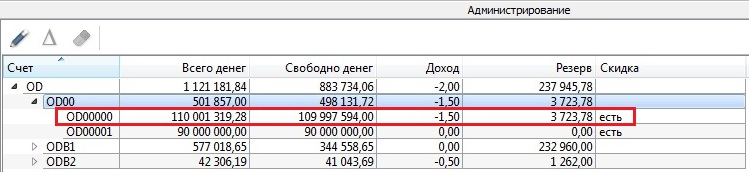 Администрирование
Счет Всего денег Свободно денег Доход Резерв Скидка
OD 1 121 181,84 883 734,06 -2,00 237 945,78
OD00 501 857,00 498 131,72 -1,50 3 723,78
OD00000 110 001 319,28 109 997 594,00 -1,50 3 723,78 есть
OD00001 90 000 000,00 90 000 000,00 0,00 0,00 есть
ODB1 577 018,65 344 558,65 0,00 232 960,00
ODB2 42 306,19 41 043,69 -0,50 1 262,00